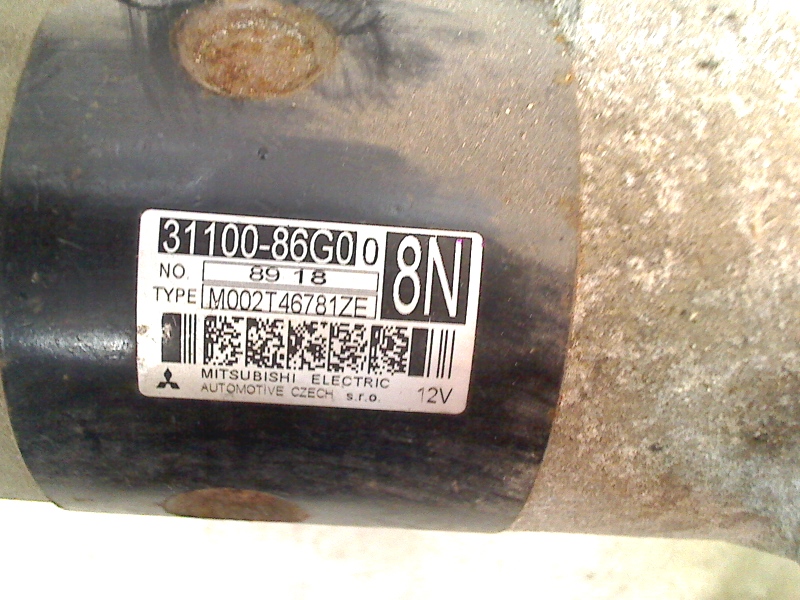 31100-86G00
8N
NO. 89 18
TYPE M002T46781ZE
MITSUBISHI ELECTRIC
AUTOMOTIVE CZECH s.r.o. 12V